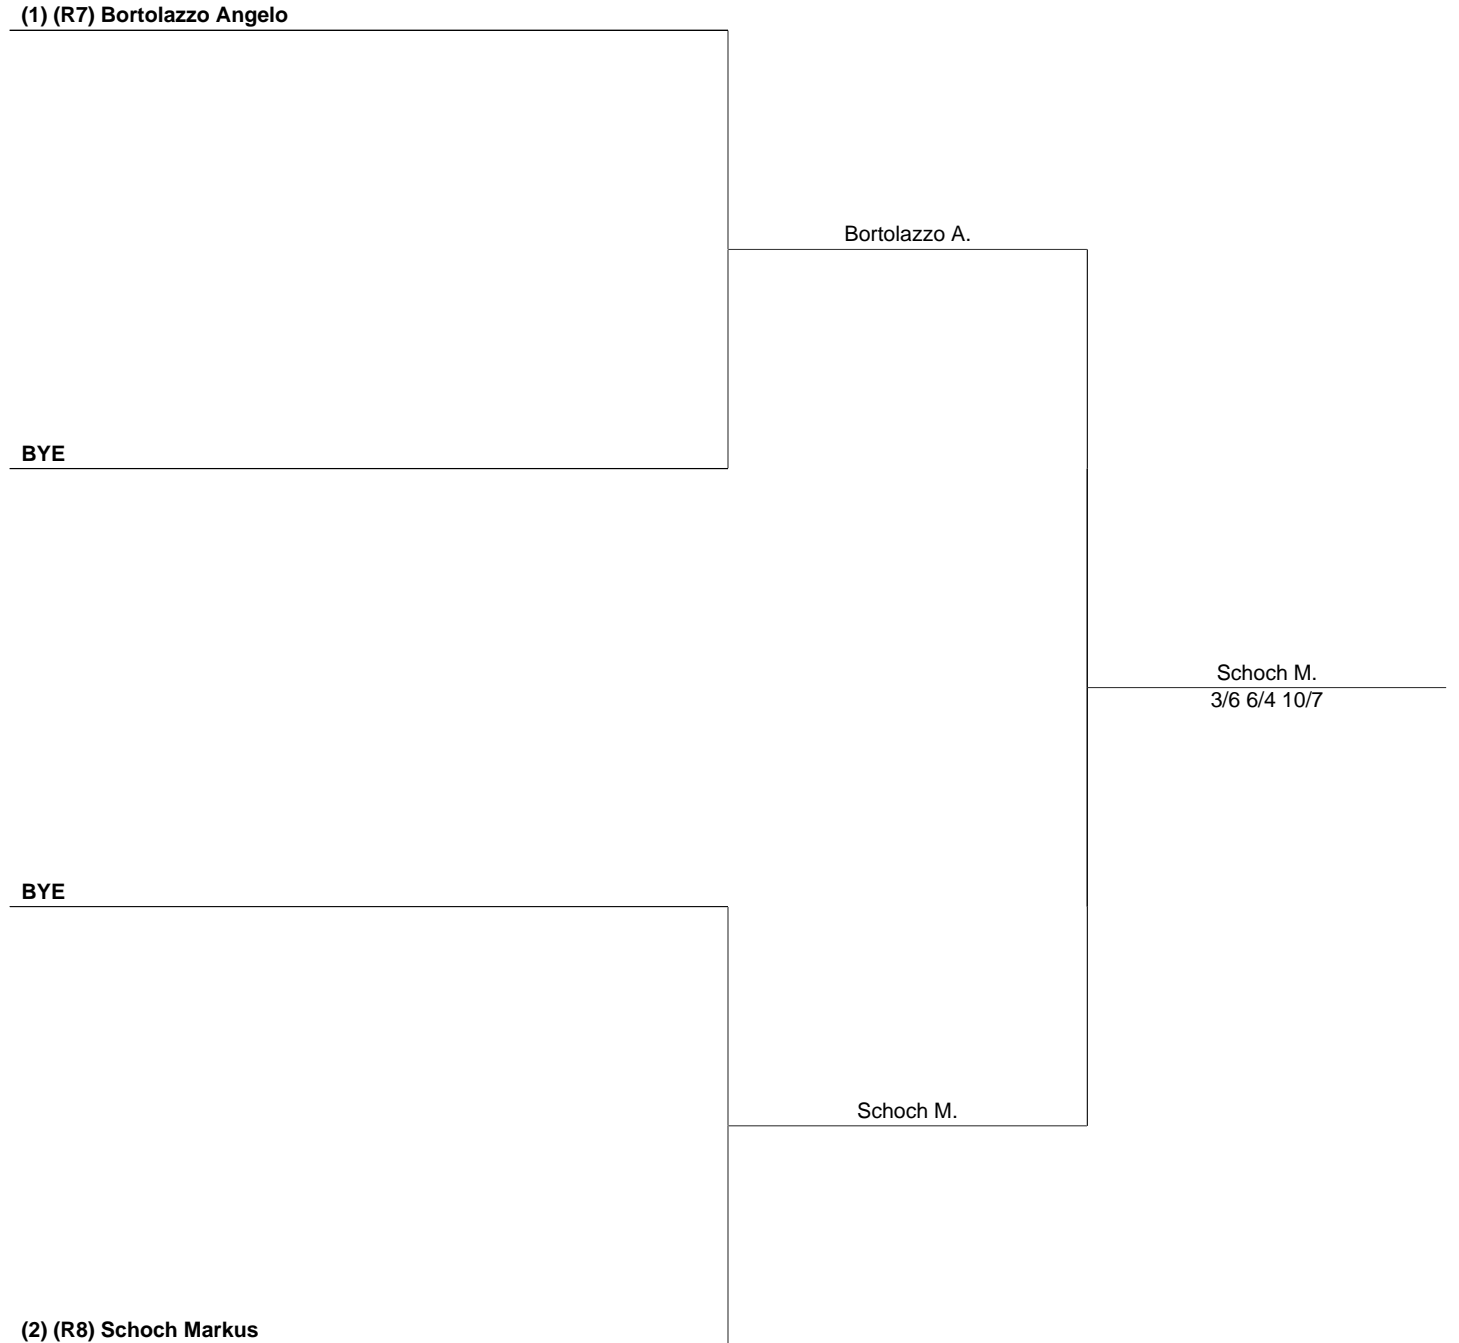 (1) (R7) Bortolazzo Angelo
Bortolazzo A.
BYE
Schoch M.
3/6 6/4 10/7
BYE
Schoch M.
(2) (R8) Schoch Markus